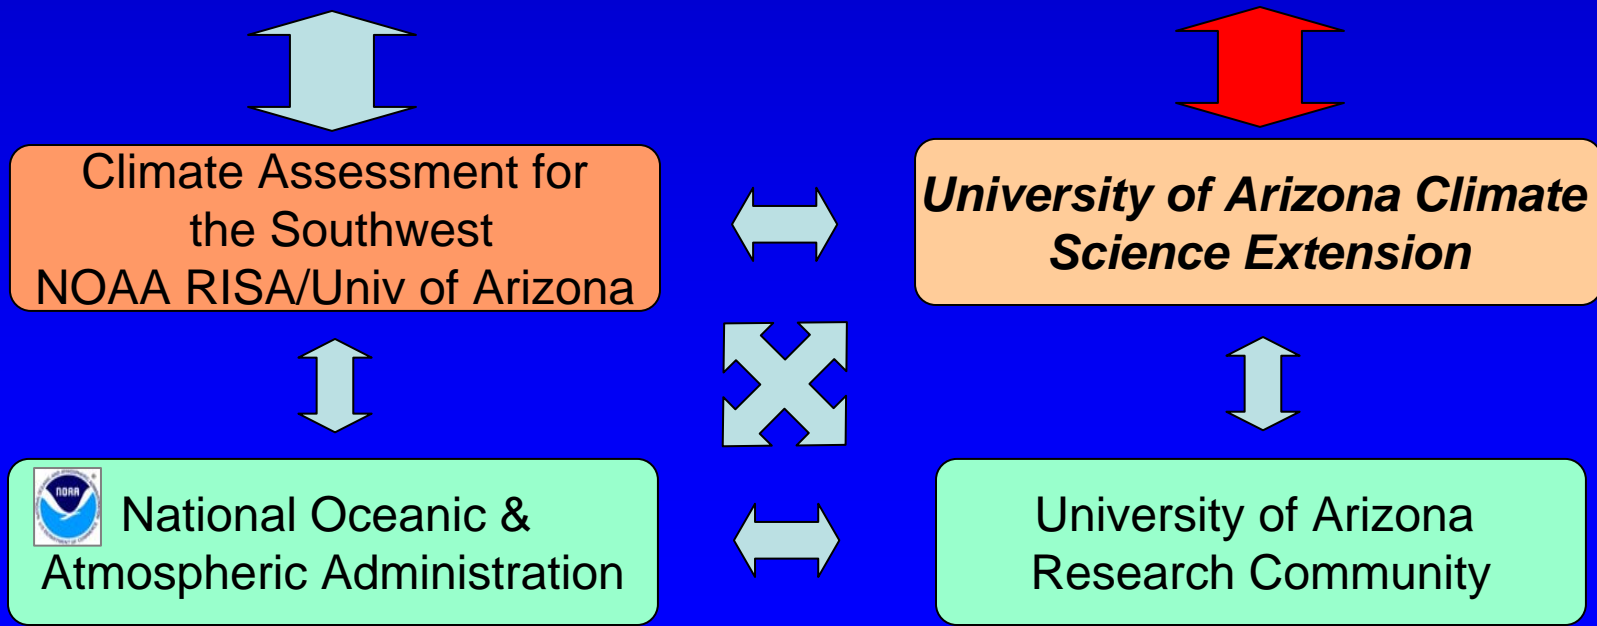 Climate Assessment for
the Southwest
NOAA RISA/Univ of Arizona
University of Arizona Climate
Science Extension
NOAA
National Oceanic &
Atmospheric Administration
University of Arizona
Research Community